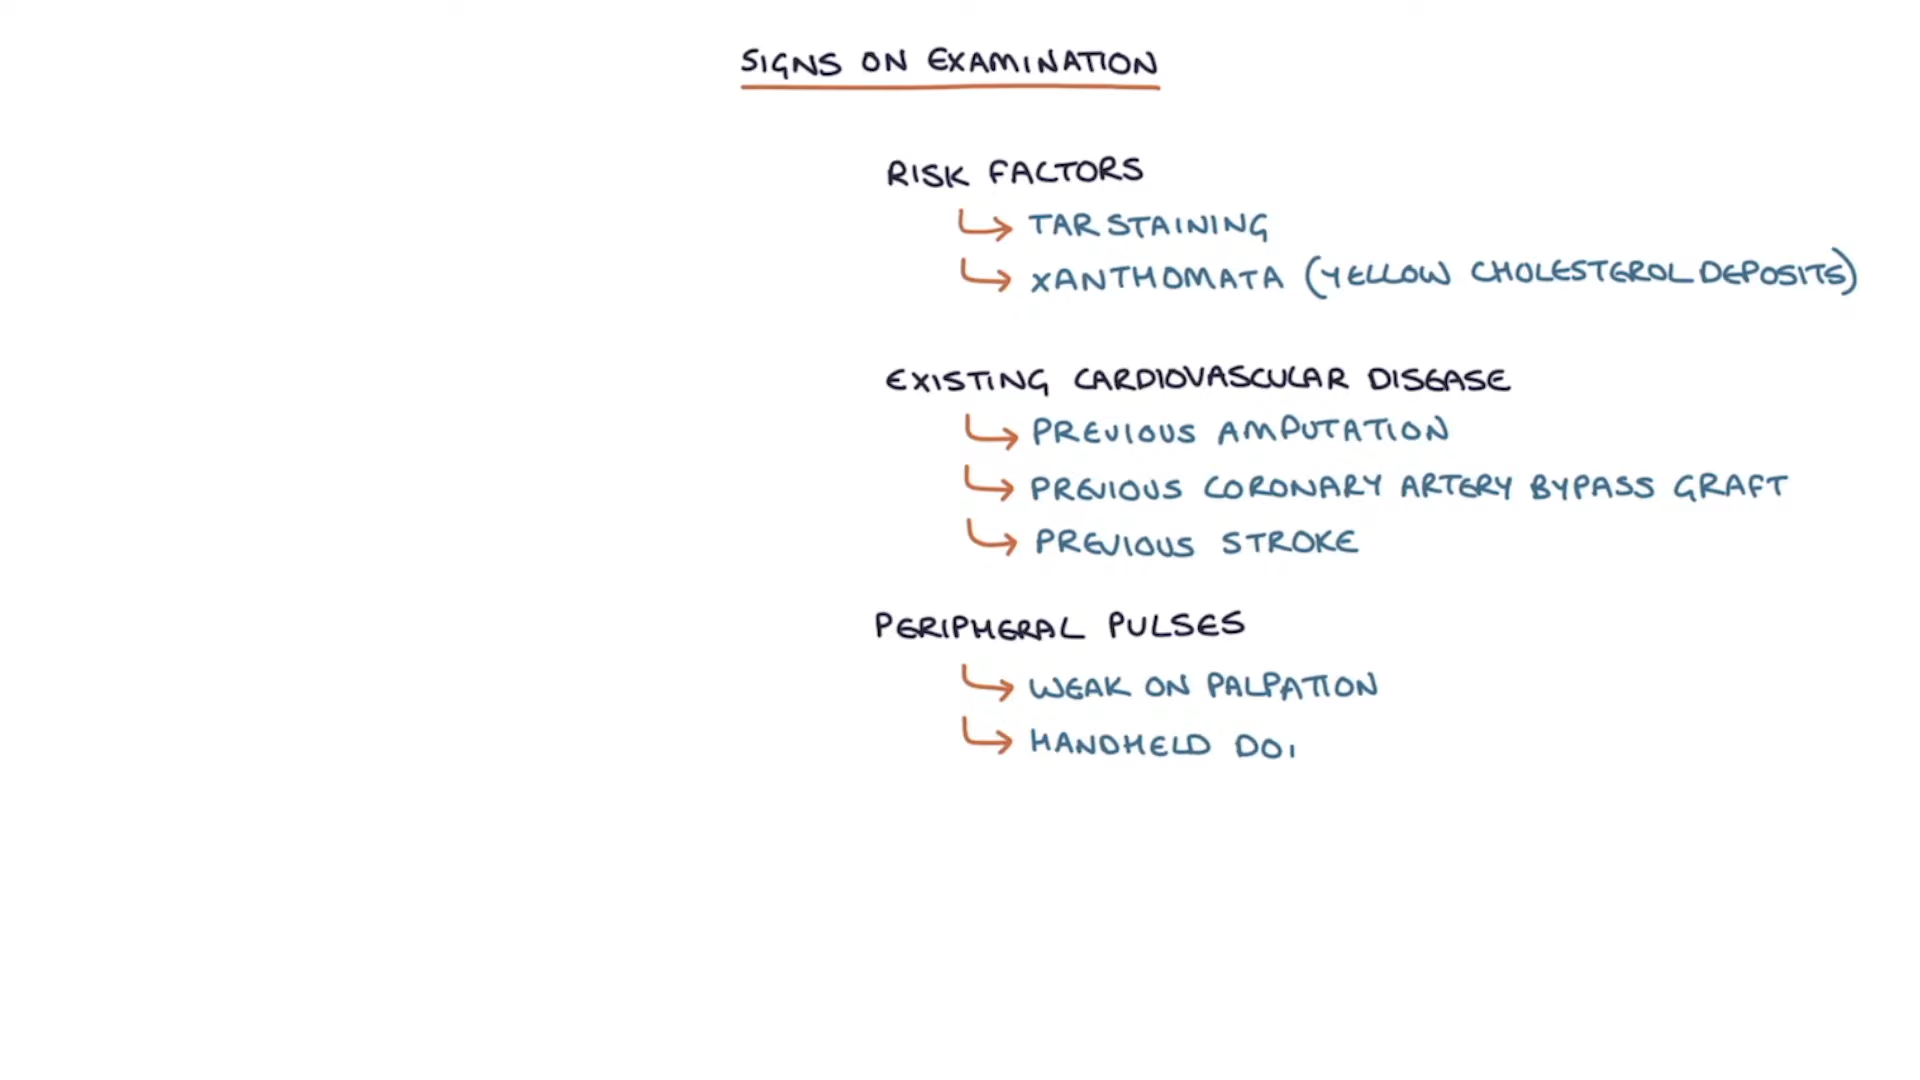 SIGNS ON EXAMINATION
RISK FACTORS
TAR STAINING
XANTHOMATA (YELLOW CHOLESTEROL DEPOSITS)
EXISTING CARDIOVASCULAR DISEASE
PREVIOUS AMPUTATION
PREVIOUS CORONARY ARTERY BYPASS GRAFT
PREVIOUS STROKE
PERIPHERAL PULSES
WEAK ON PALPATION
HANDHELD DO